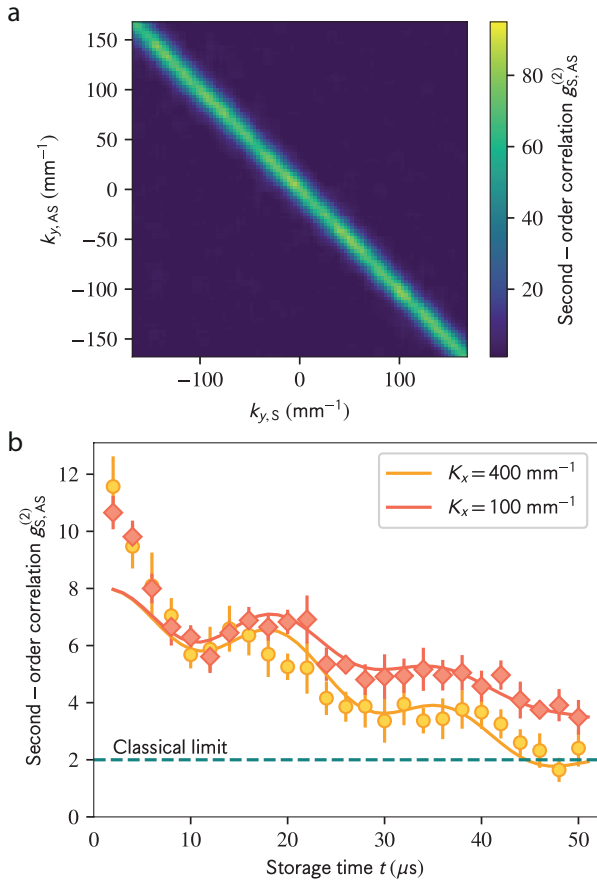 a
150
100
50
0
−50
−100
−150
k_{y,AS} (mm⁻¹)
−100 0 100
k_{y,S} (mm⁻¹)
80
60
40
20
Second−order correlation g^{(2)}_{S,AS}
b
12
10
8
6
4
2
0
Second−order correlation g^{(2)}_{S,AS}
K_x = 400 mm⁻¹
K_x = 100 mm⁻¹
Classical limit
0 10 20 30 40 50
Storage time t (μs)